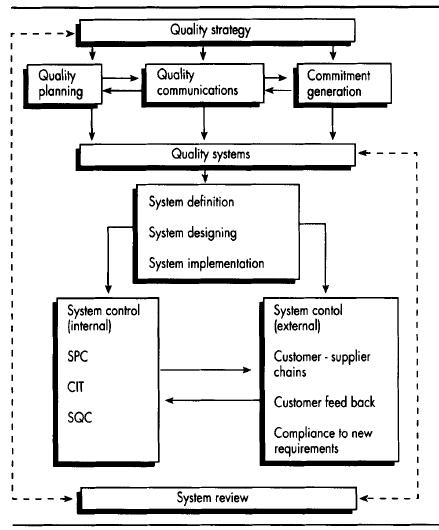 Quality strategy
Quality
planning
Quality
communications
Commitment
generation
Quality systems
System definition
System designing
System implementation
System control
(internal)
SPC
CIT
SQC
System contol
(external)
Customer - supplier
chains
Customer feed back
Compliance to new
requirements
System review